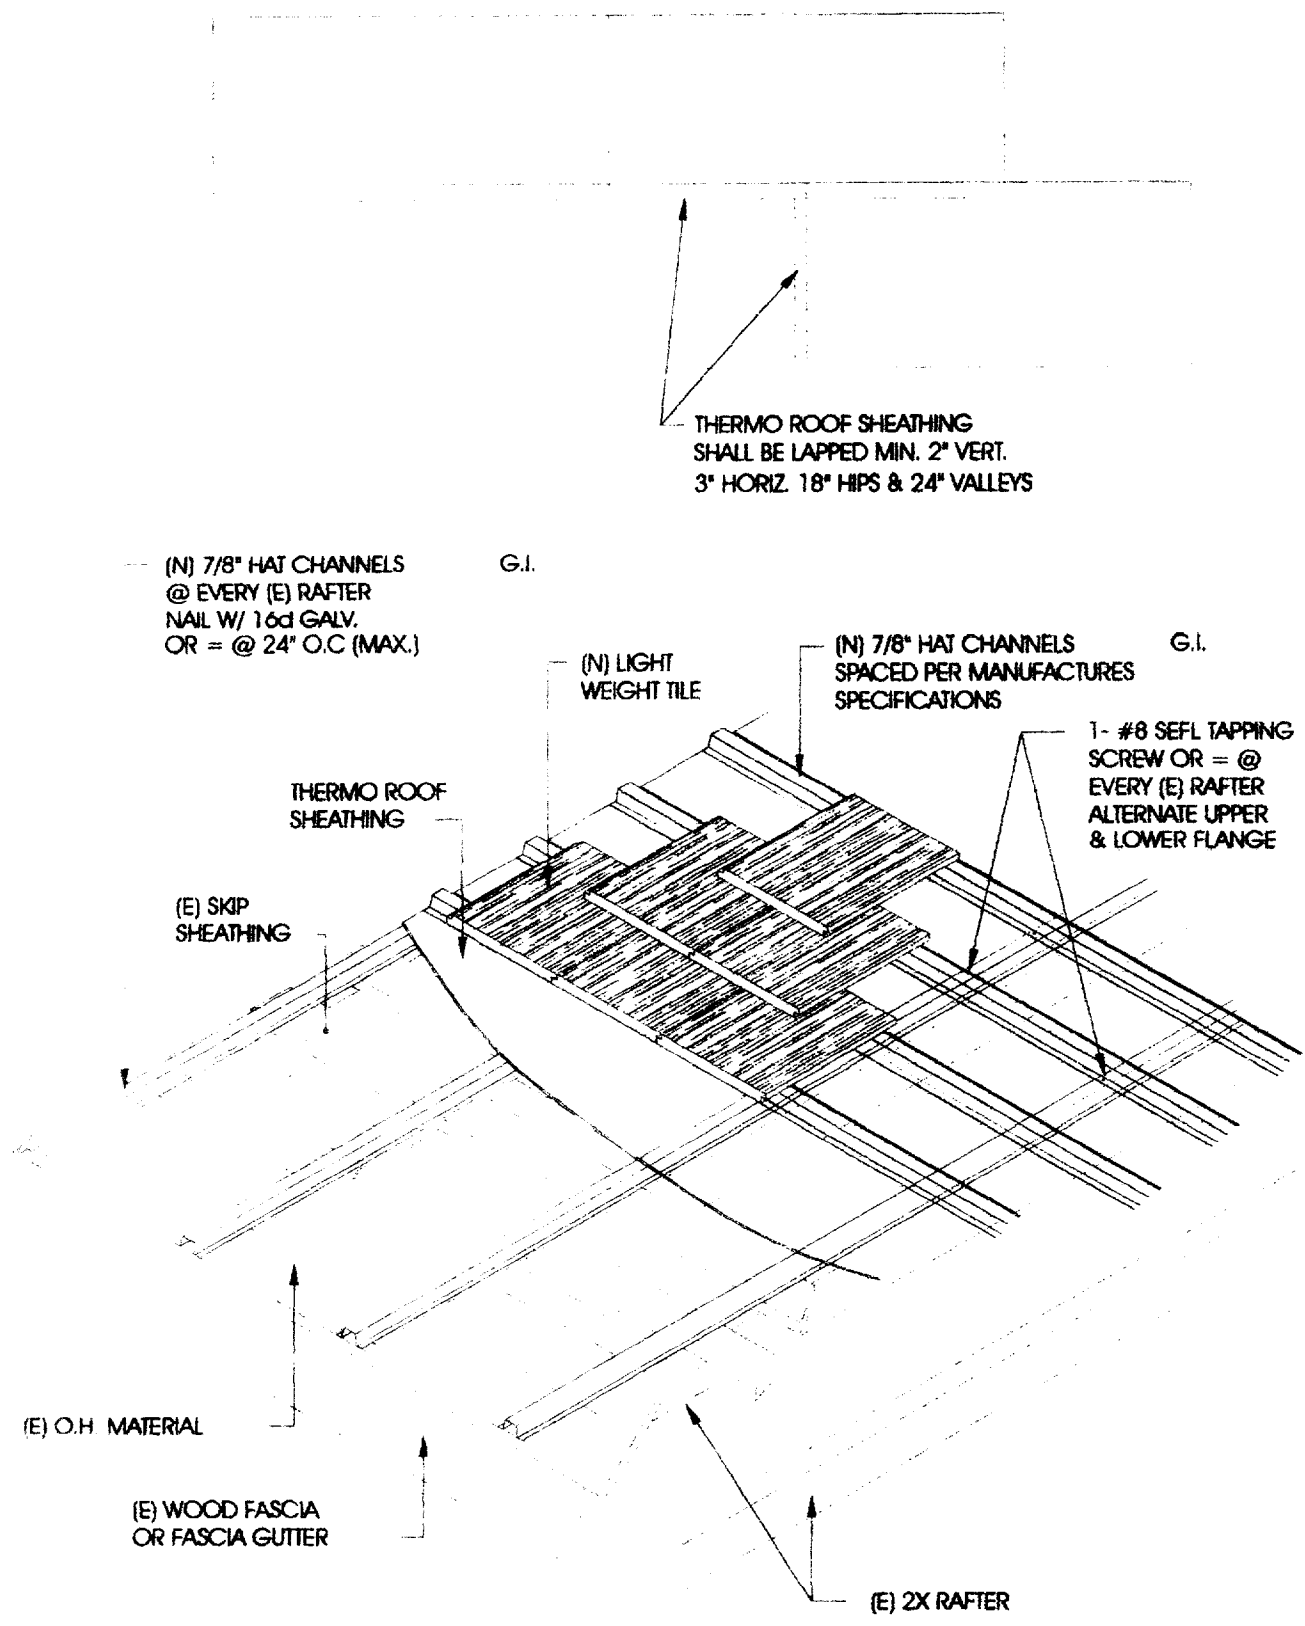 THERMO ROOF SHEATHING
SHALL BE LAPPED MIN. 2" VERT.
3" HORIZ. 18" HIPS & 24" VALLEYS
(N) 7/8" HAT CHANNELS G.I.
@ EVERY (E) RAFTER
NAIL W/ 16d GALV.
OR = @ 24" O.C (MAX.)
(N) LIGHT
WEIGHT TILE
(N) 7/8" HAT CHANNELS G.I.
SPACED PER MANUFACTURES
SPECIFICATIONS
1- #8 SEFL TAPPING
SCREW OR = @
EVERY (E) RAFTER
ALTERNATE UPPER
& LOWER FLANGE
THERMO ROOF
SHEATHING
(E) SKIP
SHEATHING
(E) O.H MATERIAL
(E) WOOD FASCIA
OR FASCIA GUTTER
(E) 2X RAFTER